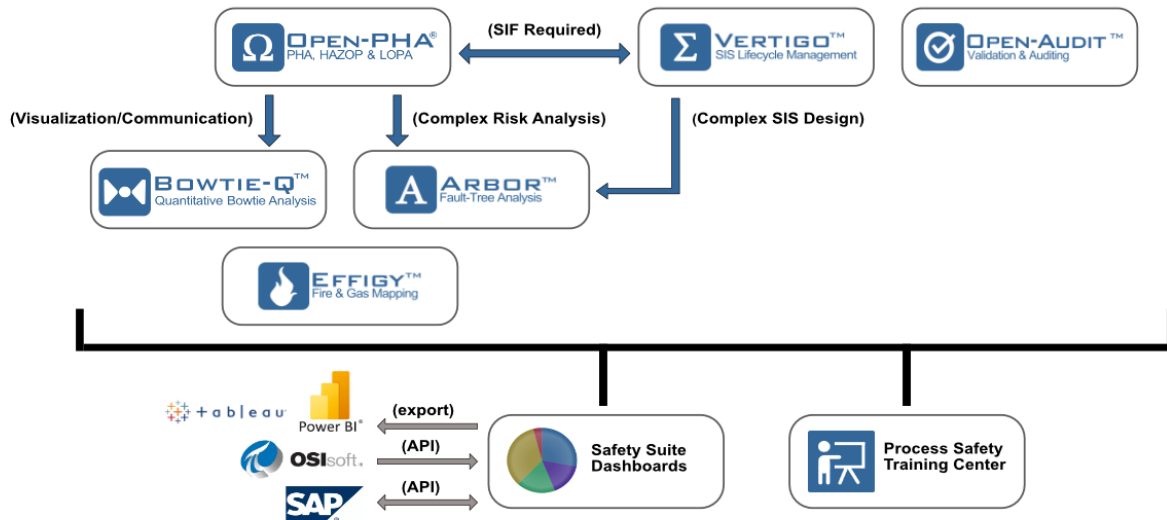 OPEN-PHA®
PHA, HAZOP & LOPA
(SIF Required)
VERTIGO™
SIS Lifecycle Management
OPEN-AUDIT™
Validation & Auditing
(Visualization/Communication)
(Complex Risk Analysis)
(Complex SIS Design)
BOWTIE-Q™
Quantitative Bowtie Analysis
ARBOR™
Fault-Tree Analysis
EFFIGY™
Fire & Gas Mapping
+ a b l e a u
Power BI®
(export)
OSIsoft.
(API)
SAP®
(API)
Safety Suite
Dashboards
Process Safety
Training Center